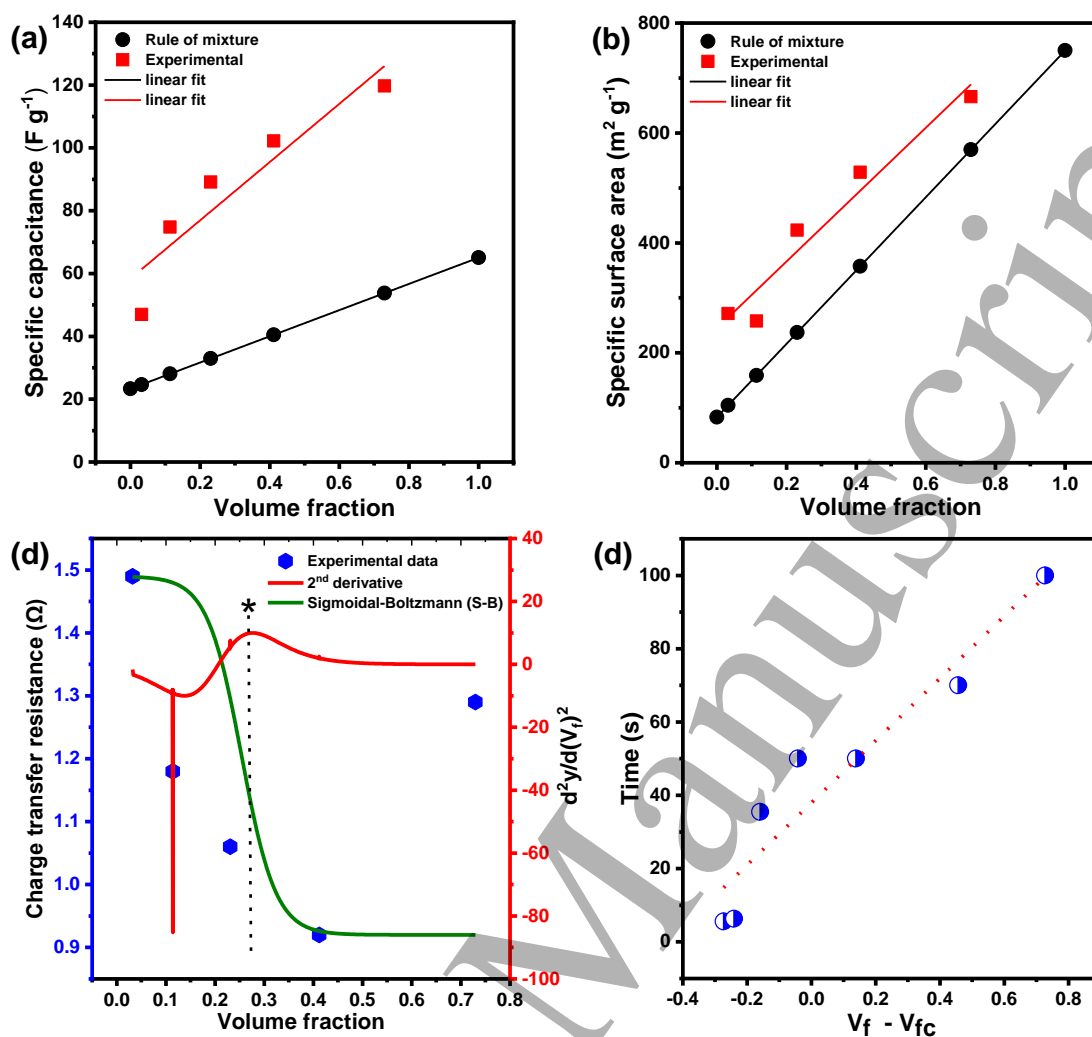 (a)
Rule of mixture
Experimental
linear fit
linear fit
Specific capacitance (F g⁻¹)
140
120
100
80
60
40
20
0
0.0 0.2 0.4 0.6 0.8 1.0
Volume fraction
(b)
Rule of mixture
Experimental
linear fit
linear fit
Specific surface area (m² g⁻¹)
800
600
400
200
0
0.0 0.2 0.4 0.6 0.8 1.0
Volume fraction
(d)
Experimental data
2nd derivative
Sigmoidal-Boltzmann (S-B)
*
Charge transfer resistance (Ω)
1.5
1.4
1.3
1.2
1.1
1.0
0.9
0.0 0.1 0.2 0.3 0.4 0.5 0.6 0.7 0.8
Volume fraction
40
20
0
-20
-40
-60
-80
-100
d²y/d(Vf)²
(d)
Time (s)
100
80
60
40
20
0
-0.4 -0.2 0.0 0.2 0.4 0.6 0.8
Vf - Vfc
Manuscrip